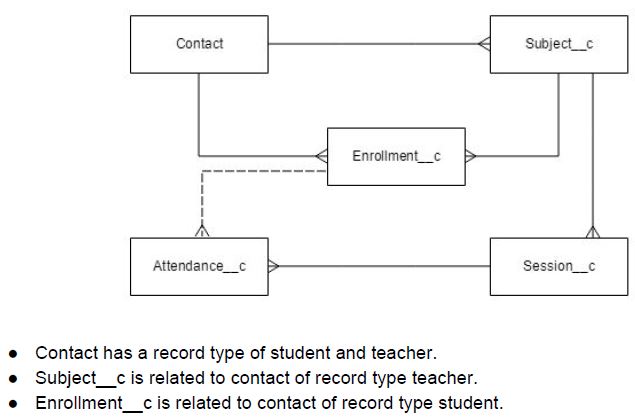 Contact
Subject__c
Enrollment__c
Attendance__c
Session__c
● Contact has a record type of student and teacher.
● Subject__c is related to contact of record type teacher.
● Enrollment__c is related to contact of record type student.